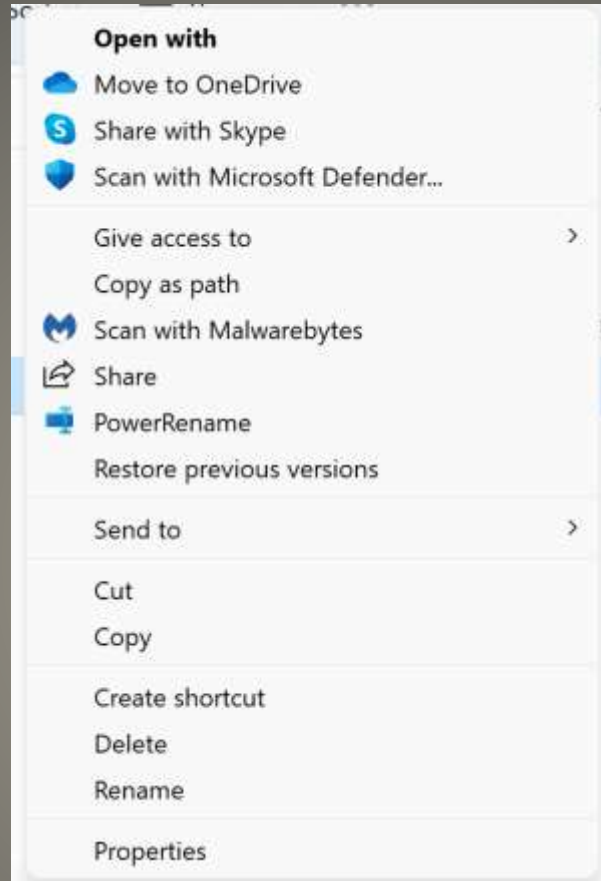 Open with
Move to OneDrive
Share with Skype
Scan with Microsoft Defender...
Give access to
Copy as path
Scan with Malwarebytes
Share
PowerRename
Restore previous versions
Send to
Cut
Copy
Create shortcut
Delete
Rename
Properties